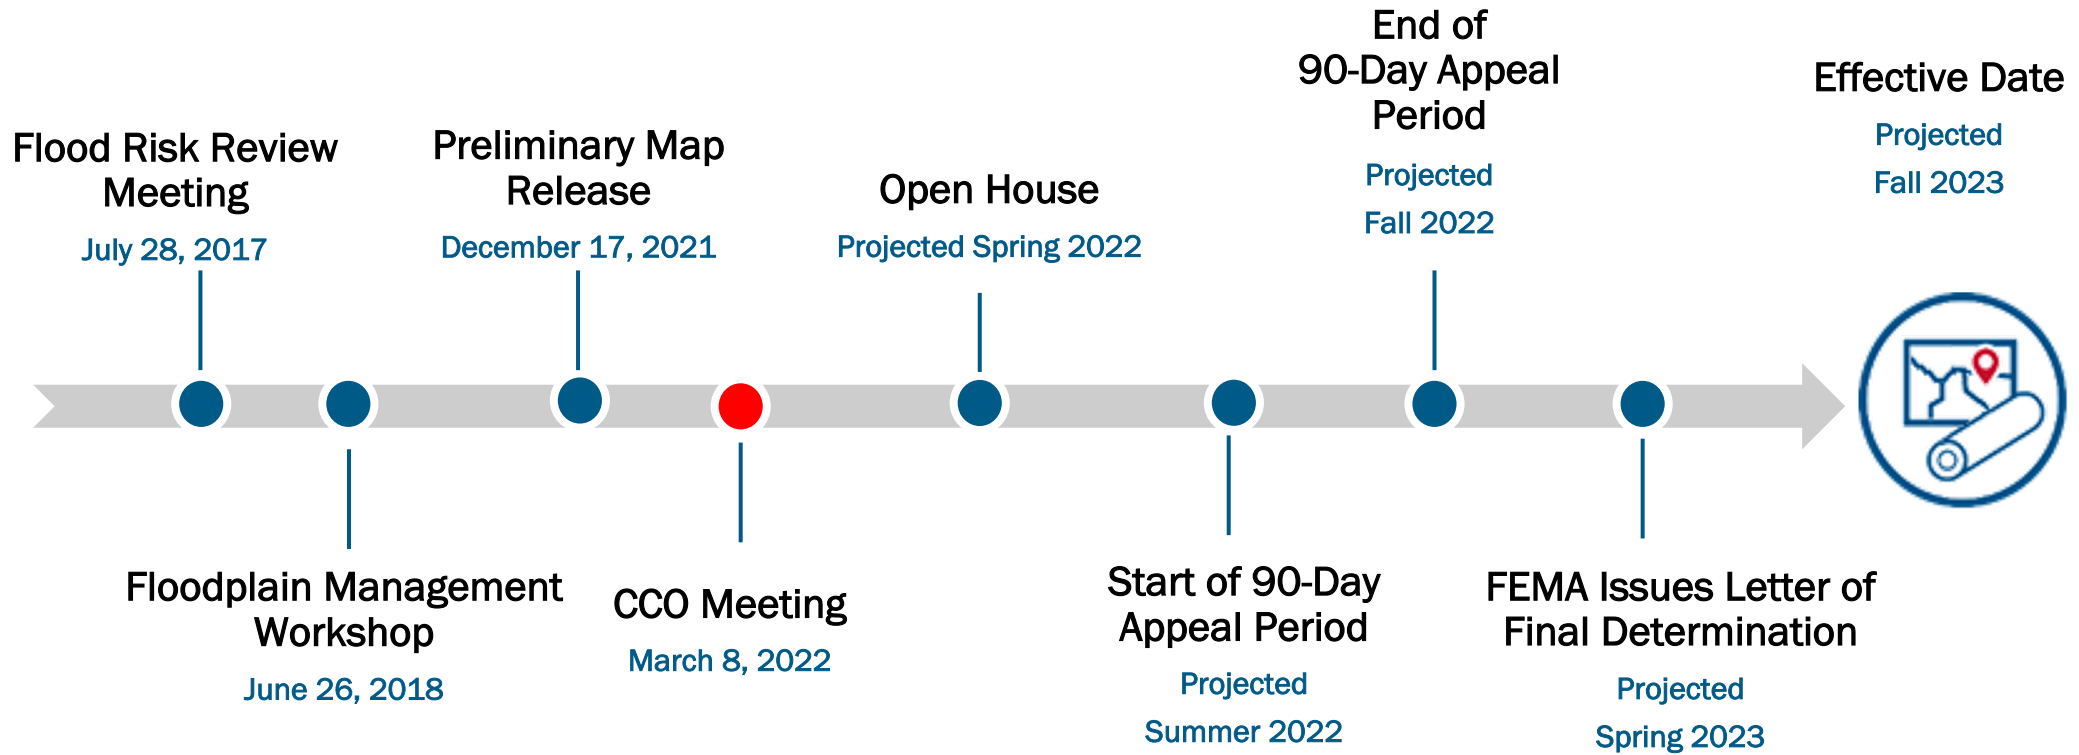 Flood Risk Review
Meeting
July 28, 2017
Floodplain Management
Workshop
June 26, 2018
Preliminary Map
Release
December 17, 2021
CCO Meeting
March 8, 2022
Open House
Projected Spring 2022
Start of 90-Day
Appeal Period
Projected
Summer 2022
End of
90-Day Appeal
Period
Projected
Fall 2022
FEMA Issues Letter of
Final Determination
Projected
Spring 2023
Effective Date
Projected
Fall 2023